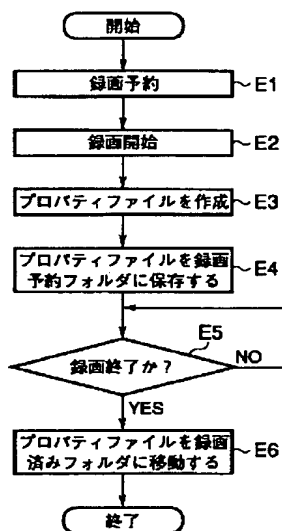 開始
録画予約
E1
録画開始
E2
プロパティファイルを作成
E3
プロパティファイルを録画
予約フォルダに保存する
E4
E5
録画終了か?
NO
YES
プロパティファイルを録画
済みフォルダに移動する
E6
終了